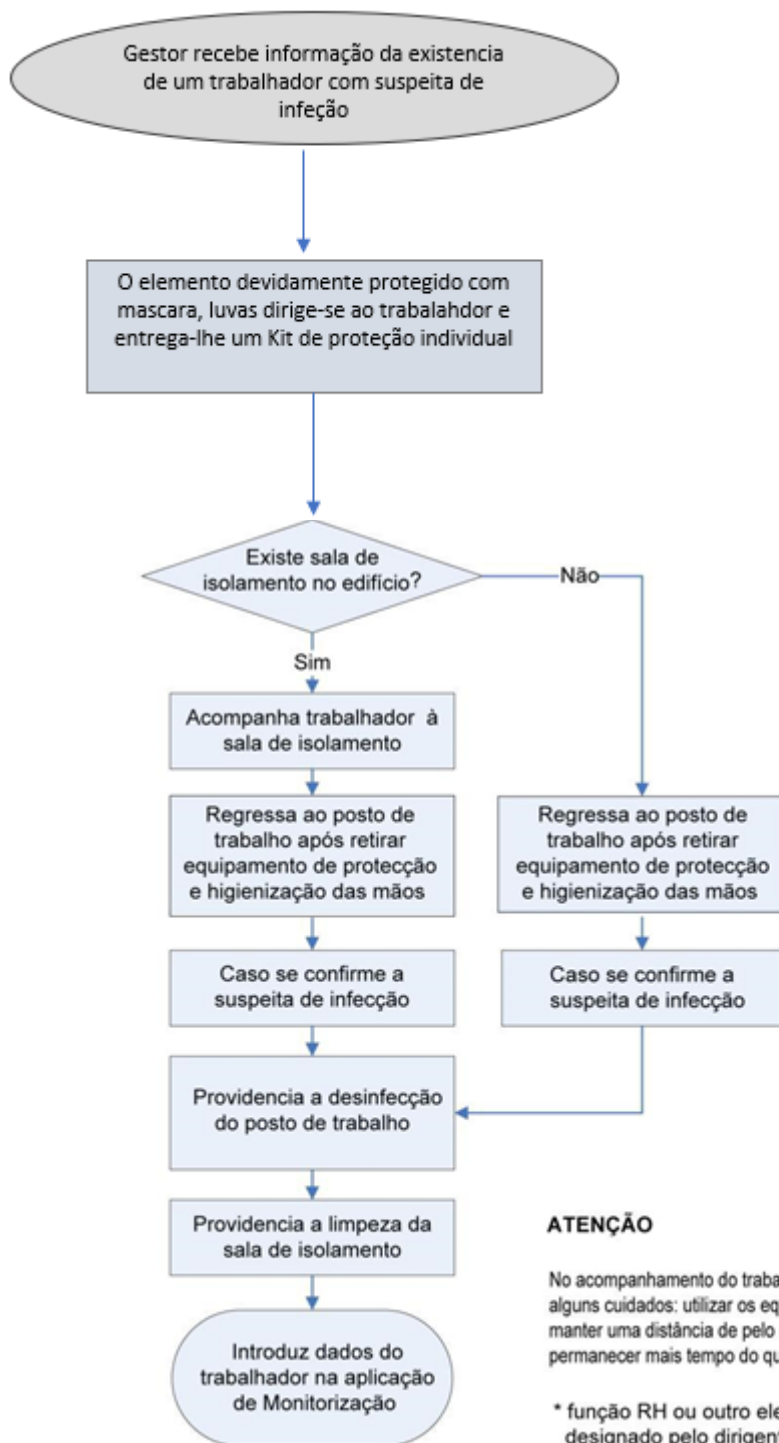 Gestor recebe informação da existencia
de um trabalhador com suspeita de
infeção
O elemento devidamente protegido com
mascara, luvas dirige-se ao trabalahdor e
entrega-lhe um Kit de proteção individual
Existe sala de
isolamento no edifício?
Não
Sim
Acompanha trabalhador à
sala de isolamento
Regressa ao posto de
trabalho após retirar
equipamento de protecção
e higienização das mãos
Caso se confirme a
suspeita de infecção
Regressa ao posto de
trabalho após retirar
equipamento de protecção
e higienização das mãos
Caso se confirme a
suspeita de infecção
Providencia a desinfecção
do posto de trabalho
Providencia a limpeza da
sala de isolamento
Introduz dados do
trabalhador na aplicação
de Monitorização
ATENÇÃO
No acompanhamento do
alguns cuidados: utilizar os
manter uma distância de pelo
permanecer mais tempo do
* função RH ou outro
designado pelo